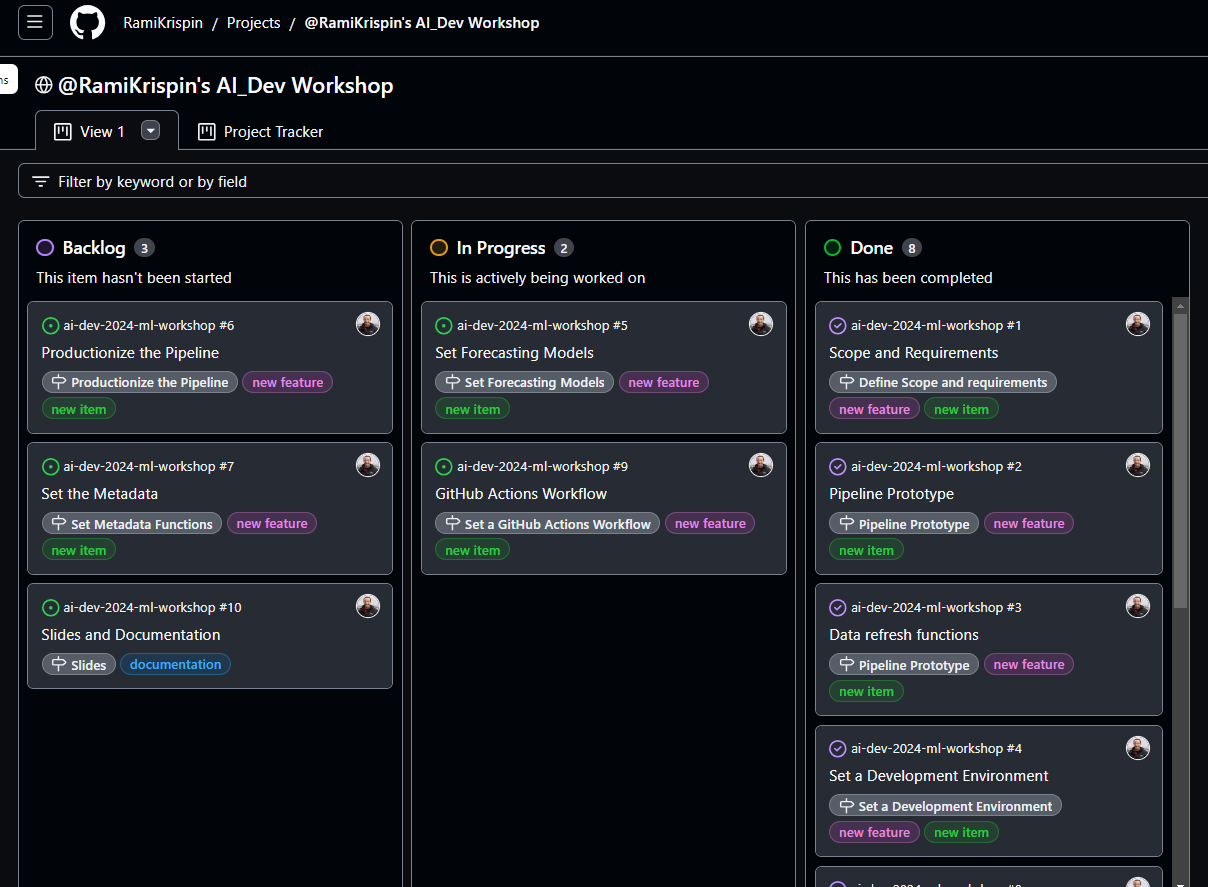 RamiKrispin / Projects / @RamiKrispin's AI_Dev Workshop
ns
@RamiKrispin's AI_Dev Workshop
View 1
Project Tracker
Filter by keyword or by field
Backlog 3
This item hasn't been started
ai-dev-2024-ml-workshop #6
Productionize the Pipeline
Productionize the Pipeline new feature
new item
ai-dev-2024-ml-workshop #7
Set the Metadata
Set Metadata Functions new feature
new item
ai-dev-2024-ml-workshop #10
Slides and Documentation
Slides documentation
In Progress 2
This is actively being worked on
ai-dev-2024-ml-workshop #5
Set Forecasting Models
Set Forecasting Models new feature
new item
ai-dev-2024-ml-workshop #9
GitHub Actions Workflow
Set a GitHub Actions Workflow new feature
new item
Done 8
This has been completed
ai-dev-2024-ml-workshop #1
Scope and Requirements
Define Scope and requirements
new feature new item
ai-dev-2024-ml-workshop #2
Pipeline Prototype
Pipeline Prototype new feature
new item
ai-dev-2024-ml-workshop #3
Data refresh functions
Pipeline Prototype new feature
new item
ai-dev-2024-ml-workshop #4
Set a Development Environment
Set a Development Environment
new feature new item